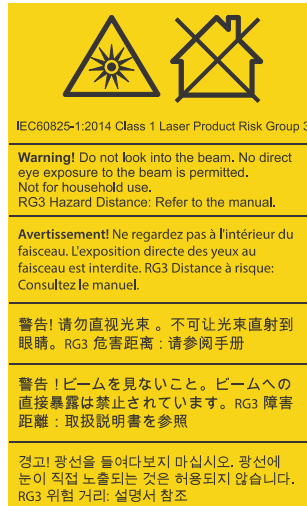 IEC60825-1:2014 Class 1 Laser Product Risk Group 3
Warning! Do not look into the beam. No direct
eye exposure to the beam is permitted.
Not for household use.
RG3 Hazard Distance: Refer to the manual.
Avertissement! Ne regardez pas à l'intérieur du
faisceau. L'exposition directe des yeux au
faisceau est interdite. RG3 Distance à risque:
Consultez le manuel.
警告! 请勿直视光束 。不可让光束直射到
眼睛。RG3 危害距离 : 请参阅手册
警告 ! ビームを見ないこと。ビームへの
直接暴露は禁止されています。RG3 障害
距離 : 取扱説明書を参照
경고! 광선을 들여다보지 마십시오. 광선에
눈이 직접 노출되는 것은 허용되지 않습니다.
RG3 위험 거리: 설명서 참조